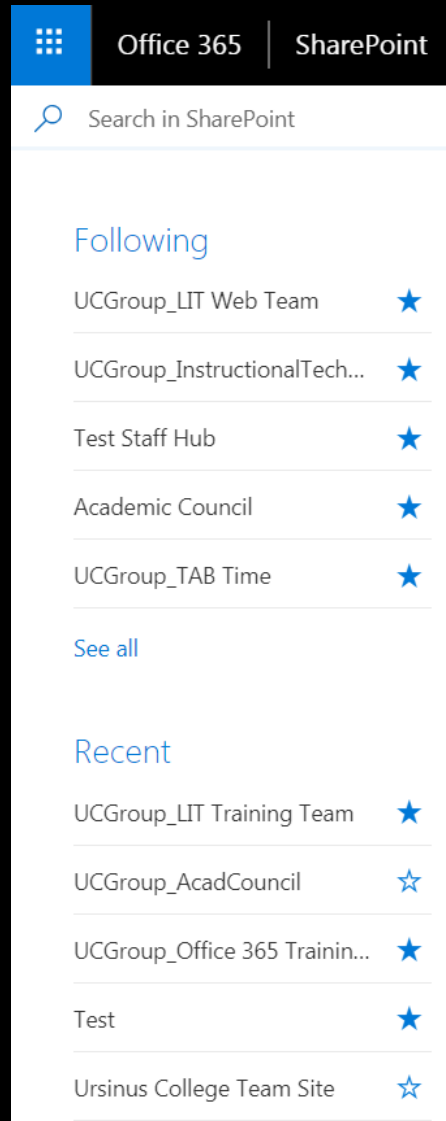 Office 365 SharePoint
Search in SharePoint
Following
UCGroup_LIT Web Team
UCGroup_InstructionalTech...
Test Staff Hub
Academic Council
UCGroup_TAB Time
See all
Recent
UCGroup_LIT Training Team
UCGroup_AcadCouncil
UCGroup_Office 365 Trainin...
Test
Ursinus College Team Site